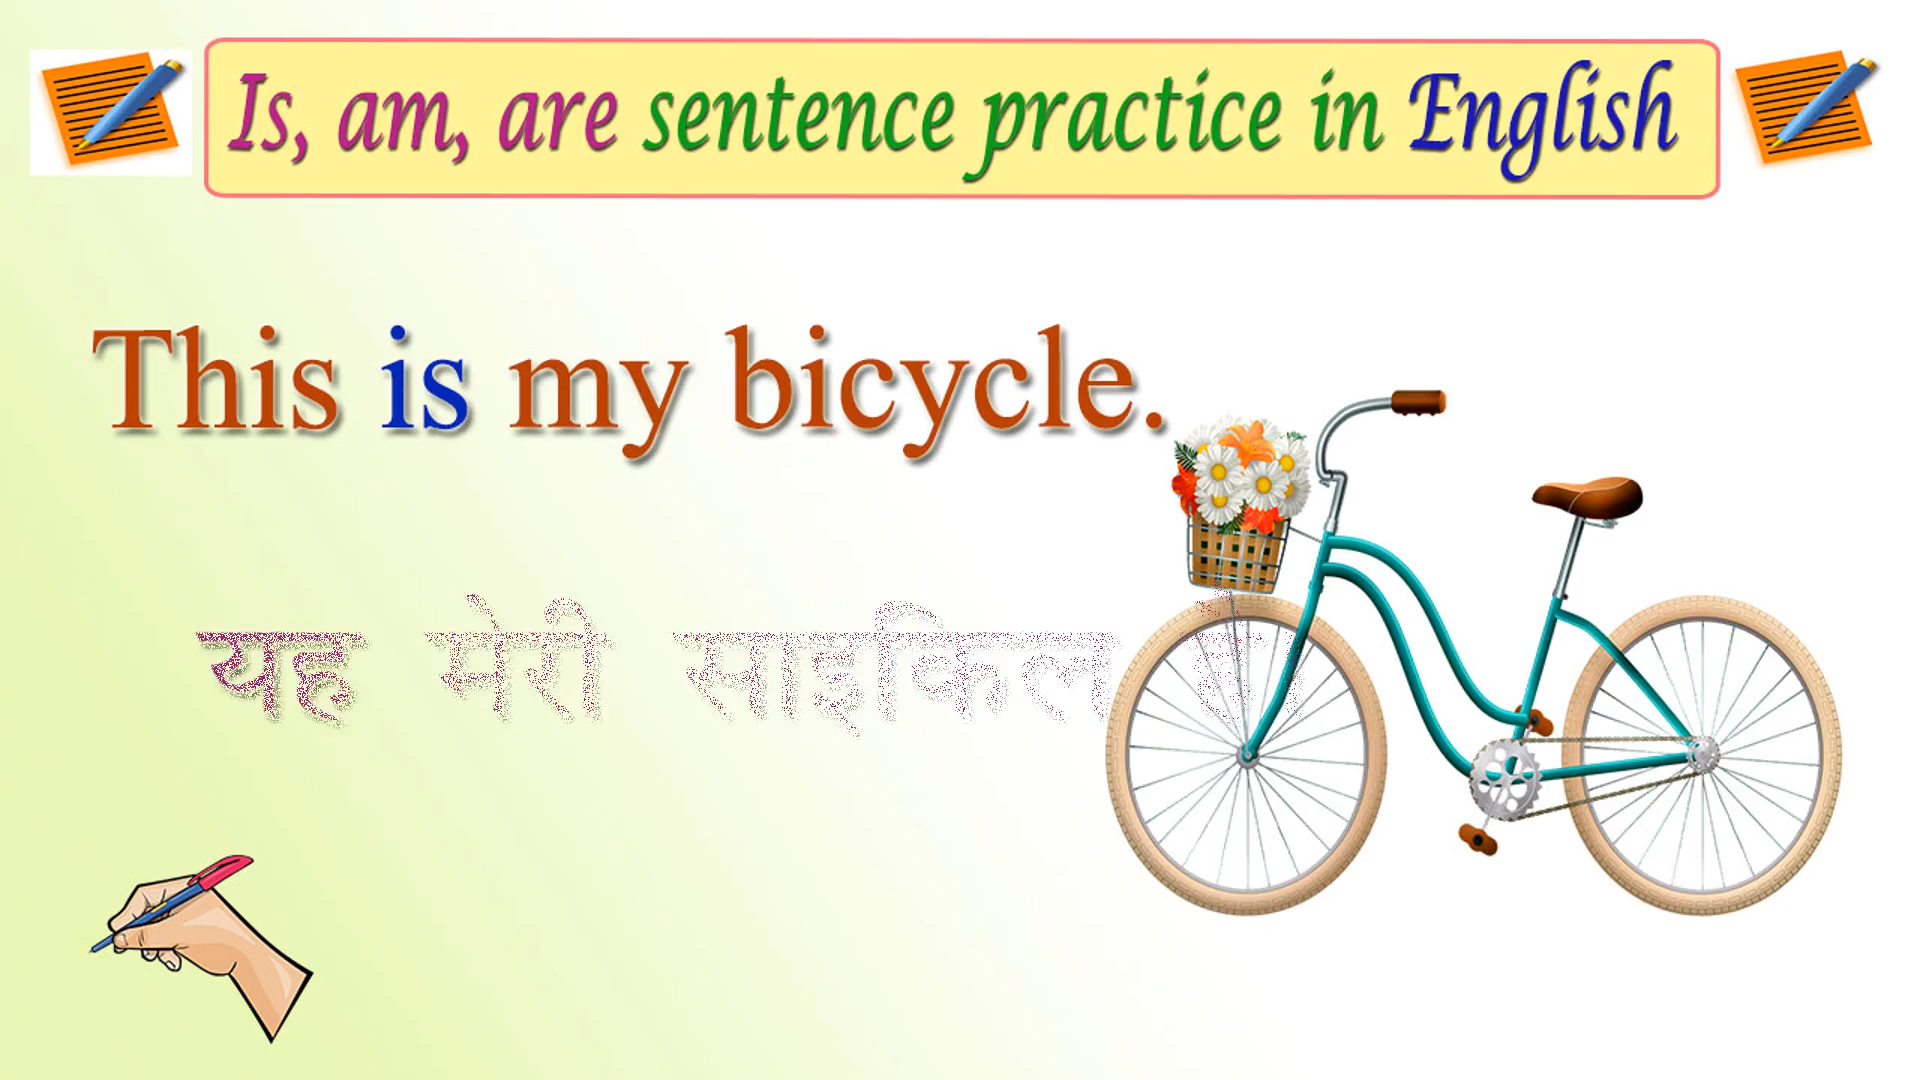 Is, am, are sentence practice in English
This is my bicycle.
यह मेरी साइकिल है